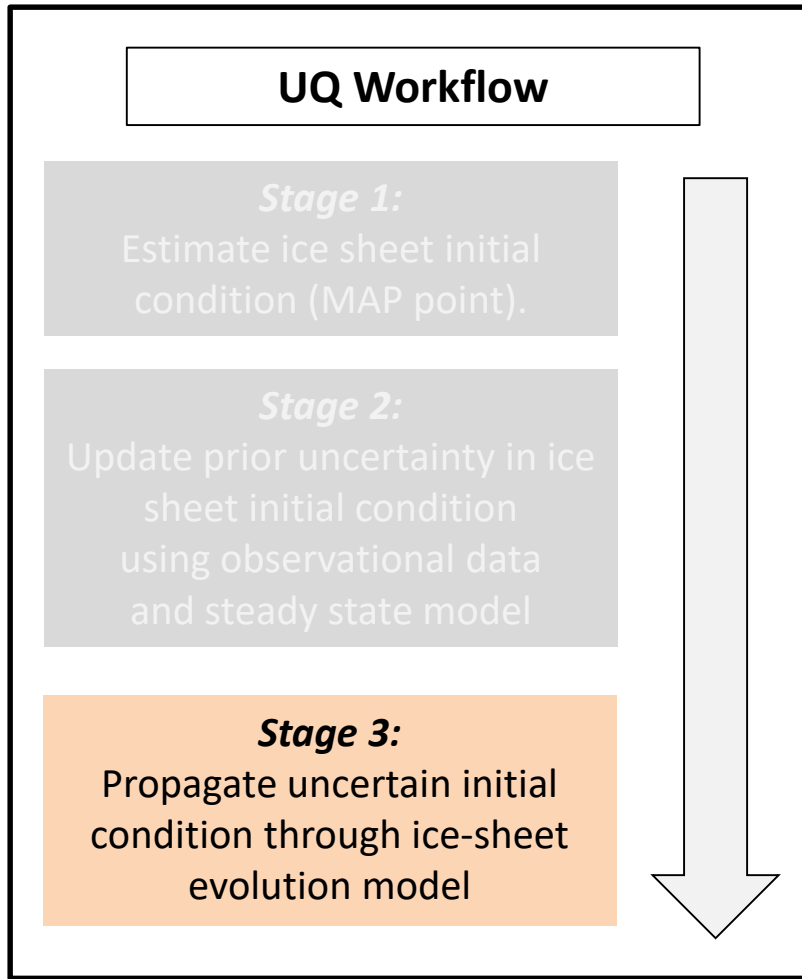 UQ Workflow
Stage 1:
Estimate ice sheet initial
condition (MAP point).
Stage 2:
Update prior uncertainty in ice
sheet initial condition
using observational data
and steady state model
Stage 3:
Propagate uncertain initial
condition through ice-sheet
evolution model